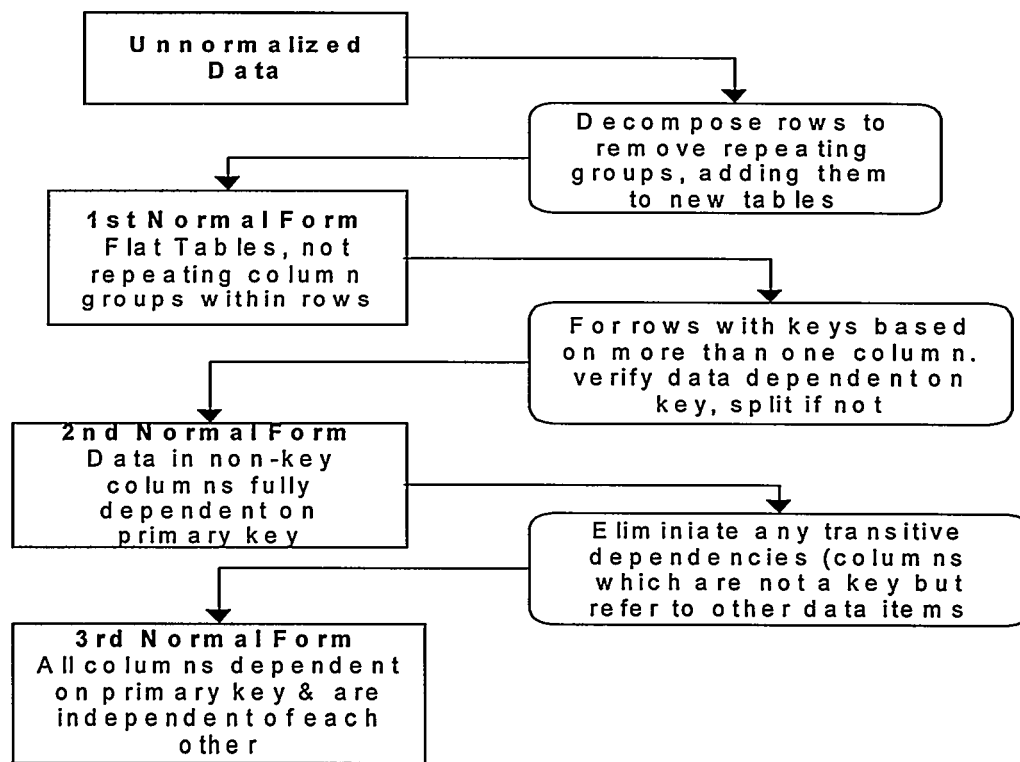 Unnormalized
Data
Decompose rows to
remove repeating
groups, adding them
to new tables
1st Normal Form
Flat Tables, not
repeating column
groups within rows
For rows with keys based
on more than one column.
verify data dependent on
key, split if not
2nd Normal Form
Data in non-key
columns fully
dependent on
primary key
Eliminiate any transitive
dependencies (columns
which are not a key but
refer to other data items
3rd Normal Form
All columns dependent
on primary key & are
independent of each
other